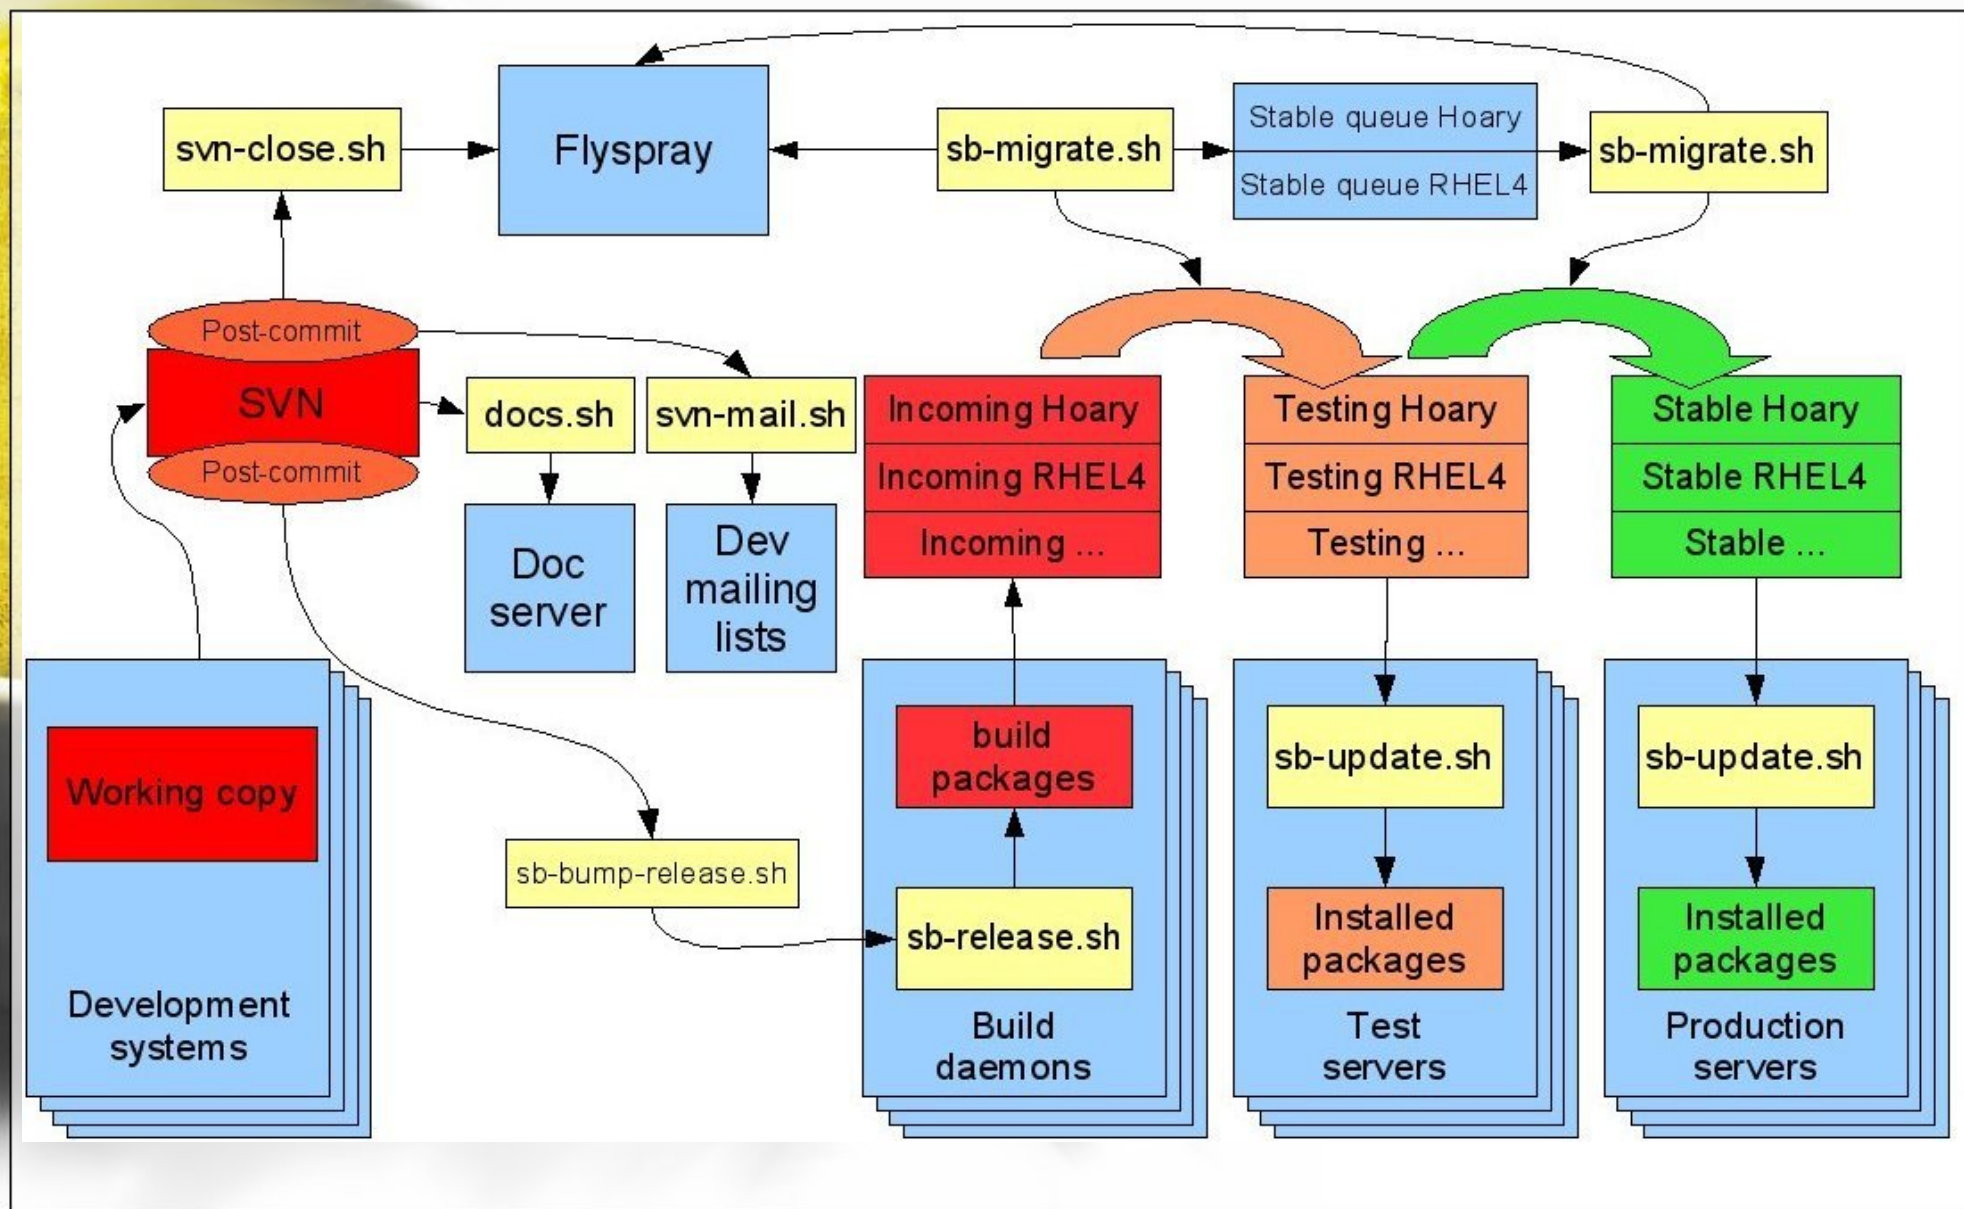 svn-close.sh
Flyspray
sb-migrate.sh
Stable queue Hoary
Stable queue RHEL4
sb-migrate.sh
Post-commit
SVN
Post-commit
docs.sh
svn-mail.sh
Doc
server
Dev
mailing
lists
Incoming Hoary
Incoming RHEL4
Incoming ...
Testing Hoary
Testing RHEL4
Testing ...
Stable Hoary
Stable RHEL4
Stable ...
Working copy
Development
systems
sb-bump-release.sh
build
packages
sb-release.sh
Build
daemons
sb-update.sh
Installed
packages
Test
servers
sb-update.sh
Installed
packages
Production
servers